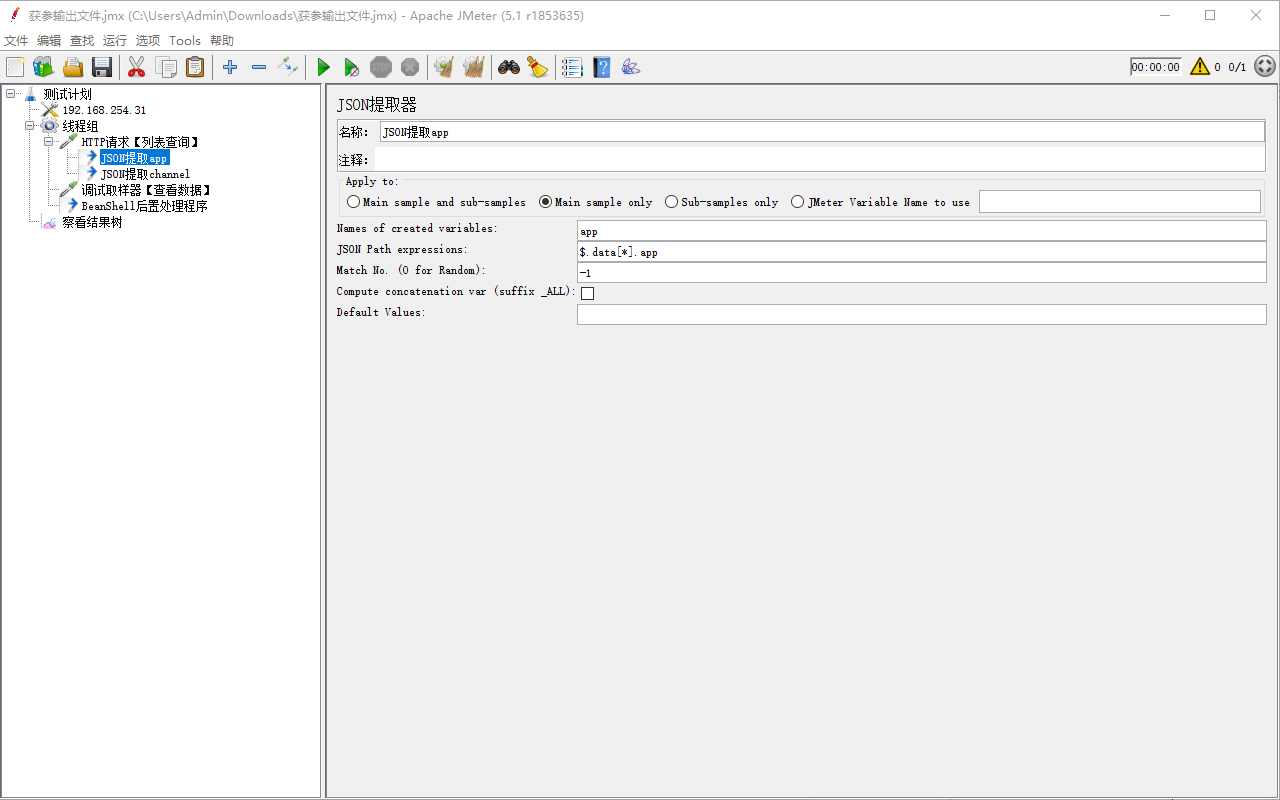 获参输出文件.jmx (C:\Users\Admin\Downloads\获参输出文件.jmx) - Apache JMeter (5.1 r1853635)
文件 编辑 查找 运行 选项 Tools 帮助
STOP
00:00:00 0 0/1
测试计划
192.168.254.31
线程组
HTTP请求【列表查询】
JSON提取app
JSON提取channel
调试取样器【查看数据】
BeanShell后置处理程序
察看结果树
JSON提取器
名称: JSON提取app
注释:
Apply to:
Main sample and sub-samples Main sample only Sub-samples only JMeter Variable Name to use
Names of created variables: app
JSON Path expressions: $.data[*].app
Match No. (0 for Random): -1
Compute concatenation var (suffix _ALL):
Default Values: